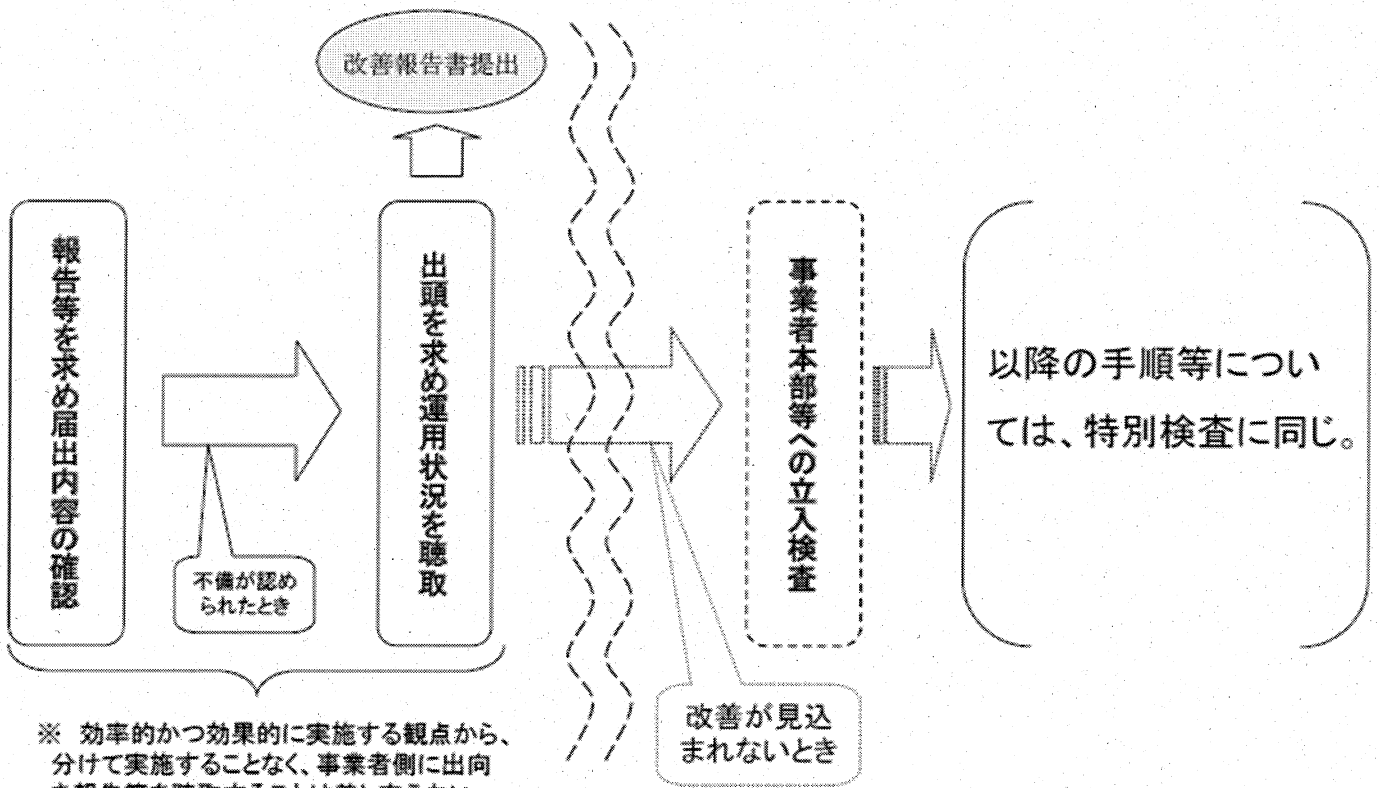 改善報告書提出
報告等を求め届出内容の確認
不備が認め
られたとき
出頭を求め運用状況を聴取
事業者本部等への立入検査
改善が見込
まれないとき
以降の手順等につい
ては、特別検査に同じ。
※ 効率的かつ効果的に実施する観点から、
分けて実施することなく、事業者側に出向